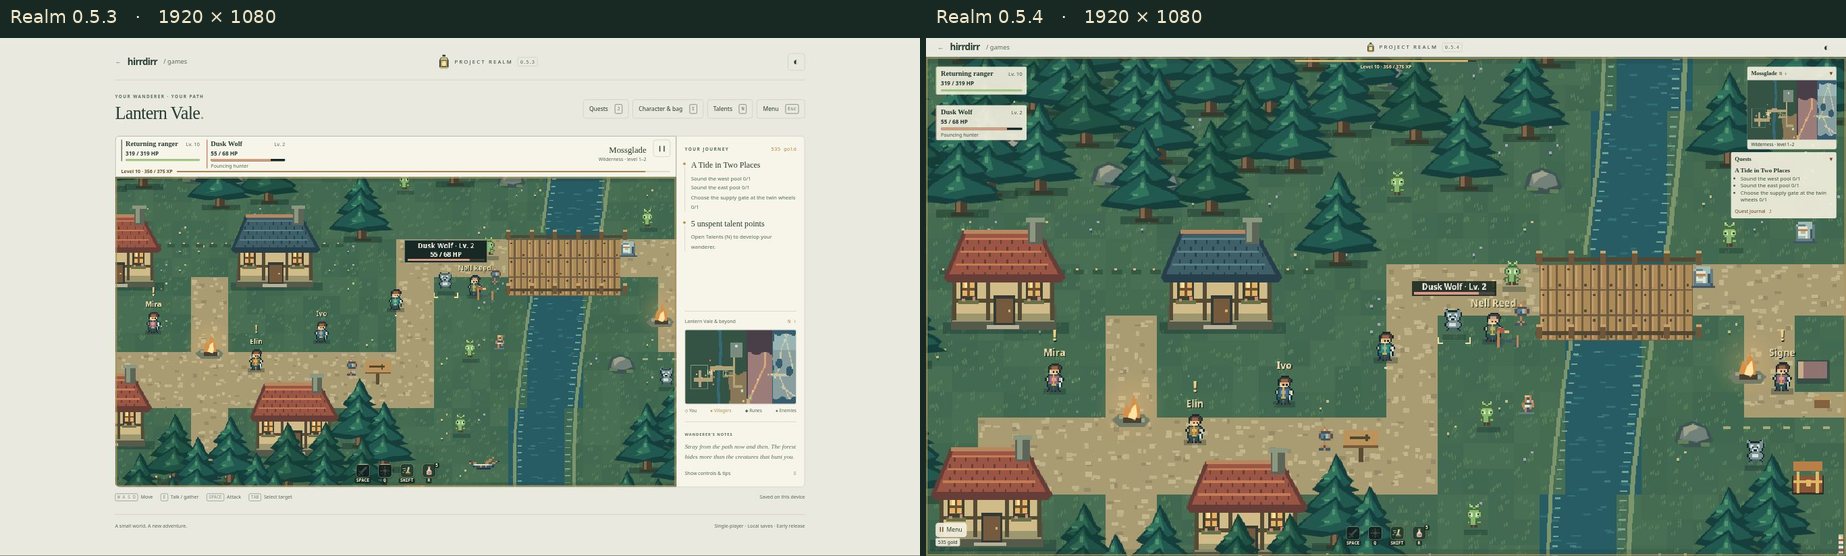 Realm 0.5.3 · 1920 × 1080
← hirrdirr / games
PROJECT REALM 0.5.3
YOUR WANDERER · YOUR PATH
Lantern Vale.
Quests J
Character & bag
Talents N
Menu Esc
Returning ranger Lv. 10
319 / 319 HP
Dusk Wolf Lv. 2
55 / 68 HP
Pouncing hunter
Level 10 · 356 / 375 XP
Mossglade
Wilderness · level 1–2
YOUR JOURNEY 535 gold
A Tide in Two Places
Sound the west pool 0/1
Sound the east pool 0/1
Choose the supply gate at the twin wheels
0/1
5 unspent talent points
Open Talents (N) to develop your
wanderer.
Dusk Wolf · Lv. 2
55 / 68 HP
Nell Reed
Mira
!
Ivo
!
Elin
SPACE Q SHIFT R
5
Lantern Vale & beyond N ↑
You Villagers Runes Enemies
WANDERER'S NOTES
Stray from the path now and then. The forest
hides more than the creatures that hunt you.
Show controls & tips
W A S D Move E Talk / gather SPACE Attack TAB Select target
Saved on this device
A small world. A new adventure.
Single-player · Local saves · Early release
Realm 0.5.4 · 1920 × 1080
← hirrdirr / games
PROJECT REALM 0.5.4
Level 10 · 356 / 375 XP
Returning ranger Lv. 10
319 / 319 HP
Dusk Wolf Lv. 2
55 / 68 HP
Pouncing hunter
Mossglade N ↑
Wilderness · level 1–2
Quests
A Tide in Two Places
Sound the west pool 0/1
Sound the east pool 0/1
Choose the supply gate at the twin
wheels 0/1
Quest journal J
Dusk Wolf · Lv. 2
Nell Reed
!
Mira
!
Signe
Ivo
!
Elin
Menu
535 gold
SPACE Q SHIFT R
5